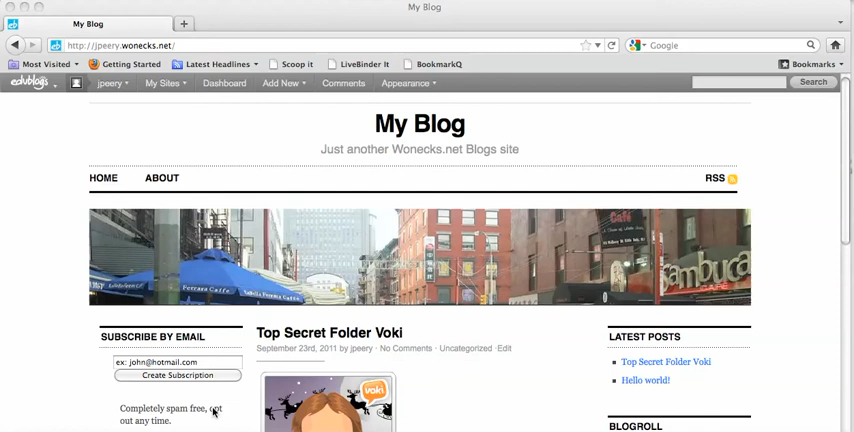 My Blog
My Blog
http://jpeery.wonecks.net/
Google
Most Visited
Getting Started
Latest Headlines
Scoop it
LiveBinder It
BookmarkQ
Bookmarks
edublogs
jpeery
My Sites
Dashboard
Add New
Comments
Appearance
Search
My Blog
Just another Wonecks.net Blogs site
HOME
ABOUT
RSS
Ferrara Caffe
Café
Sambuca
SUBSCRIBE BY EMAIL
ex: john@hotmail.com
Create Subscription
Completely spam free, opt
out any time.
Top Secret Folder Voki
September 23rd, 2011 by jpeery · No Comments · Uncategorized ·Edit
voki
LATEST POSTS
Top Secret Folder Voki
Hello world!
BLOGROLL